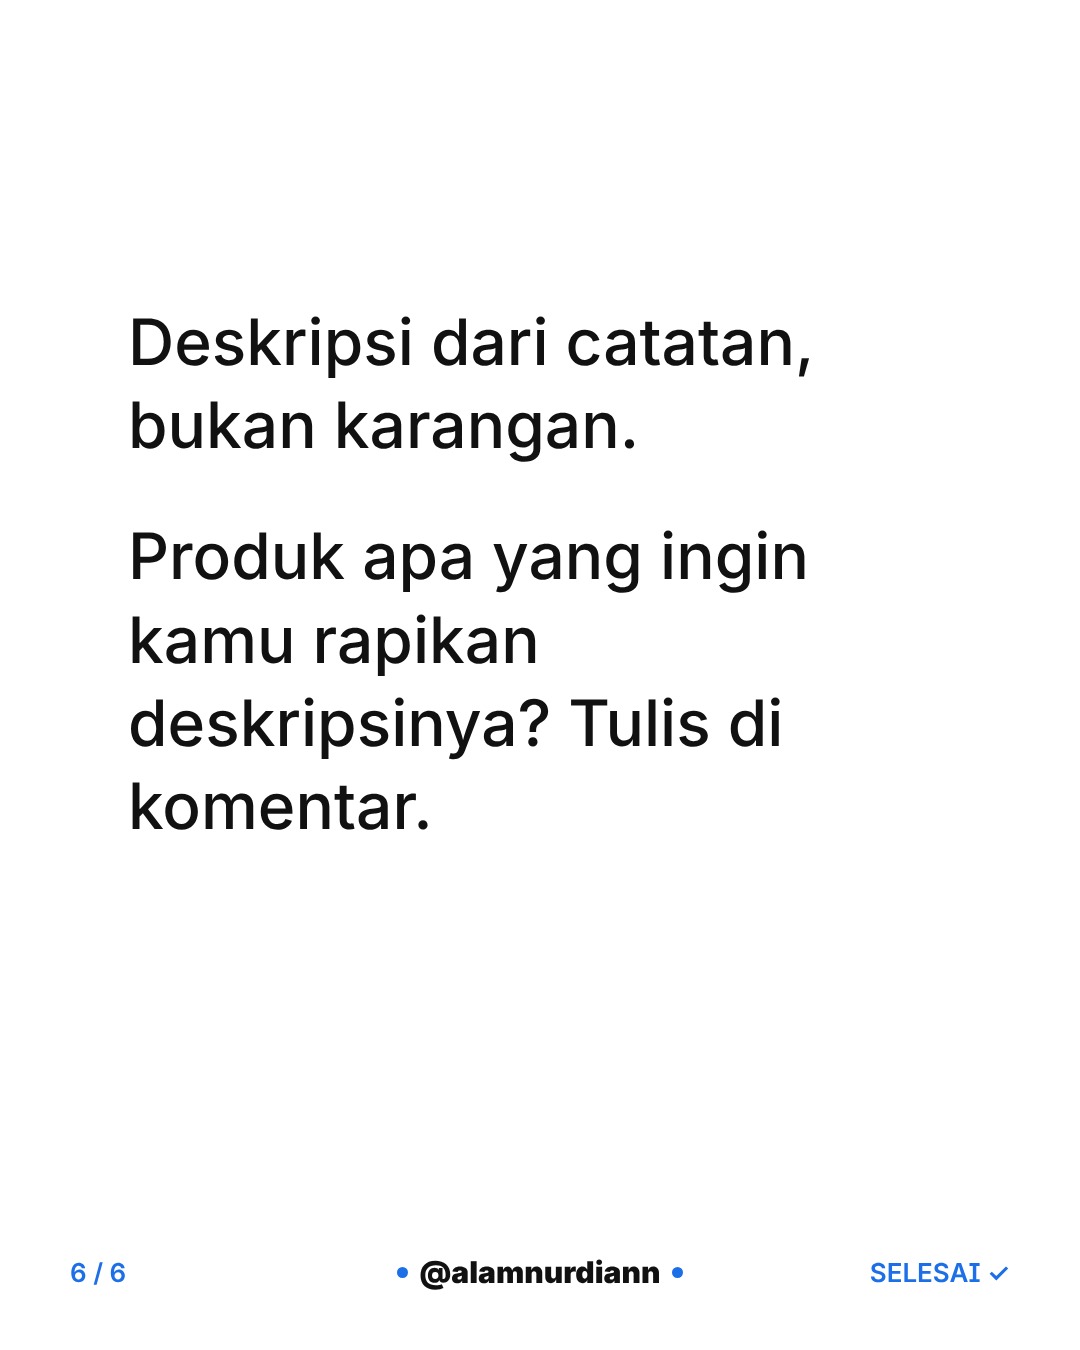 Deskripsi dari catatan,
bukan karangan.
Produk apa yang ingin
kamu rapikan
deskripsinya? Tulis di
komentar.
6 / 6
• @alamnurdiann •
SELESAI ✓